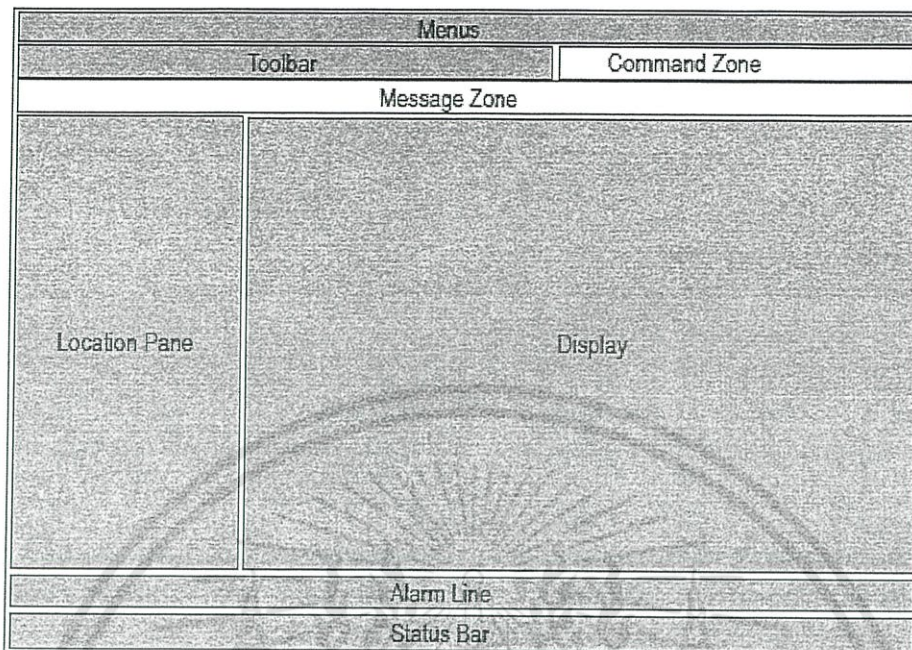 Menus
Toolbar
Command Zone
Message Zone
Location Pane
Display
Alarm Line
Status Bar